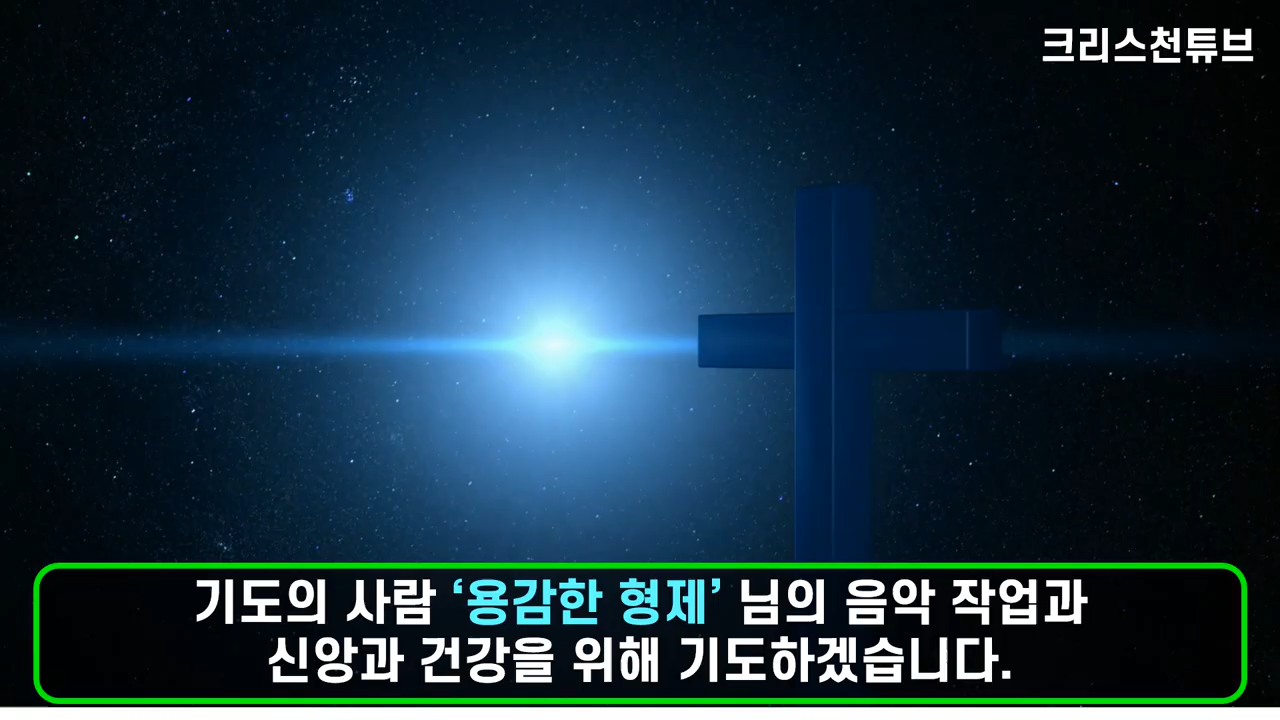 크리스천튜브
기도의 사람 ‘용감한 형제’ 님의 음악 작업과
신앙과 건강을 위해 기도하겠습니다.